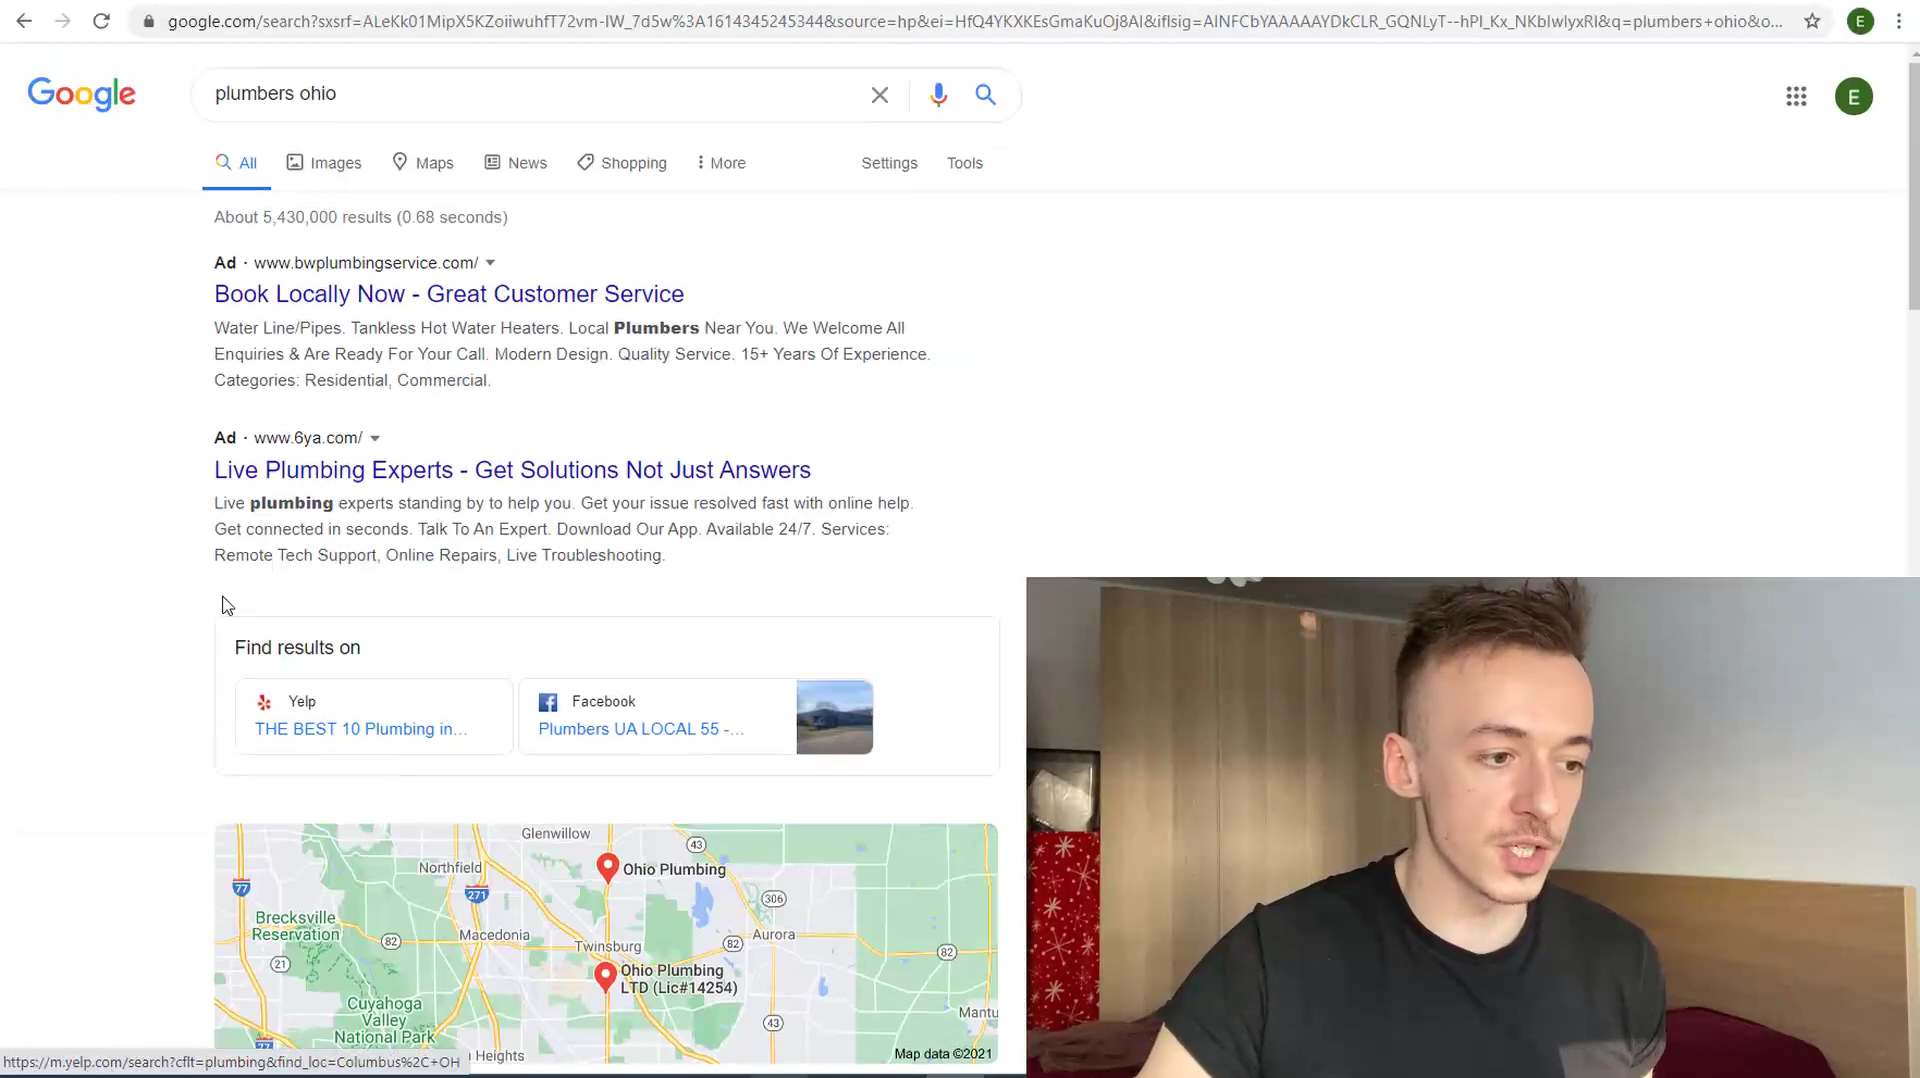 google.com/search?sxsrf=ALeKk01MipX5KZoiiwuhfT72vm-IW_7d5w%3A1614345245344&source=hp&ei=HfQ4YKXKEsGmaKuOj8AI&iflsig=AINFCbYAAAAAYDkCLR_GQNLyT--hPI_Kx_NKbIwlyxRI&q=plumbers+ohio&o...
E
Google
plumbers ohio
E
All
Images
Maps
News
Shopping
More
Settings
Tools
About 5,430,000 results (0.68 seconds)
Ad · www.bwplumbingservice.com/
Book Locally Now - Great Customer Service
Water Line/Pipes. Tankless Hot Water Heaters. Local Plumbers Near You. We Welcome All
Enquiries & Are Ready For Your Call. Modern Design. Quality Service. 15+ Years Of Experience.
Categories: Residential, Commercial.
Ad · www.6ya.com/
Live Plumbing Experts - Get Solutions Not Just Answers
Live plumbing experts standing by to help you. Get your issue resolved fast with online help.
Get connected in seconds. Talk To An Expert. Download Our App. Available 24/7. Services:
Remote Tech Support, Online Repairs, Live Troubleshooting.
Find results on
Yelp
THE BEST 10 Plumbing in...
Facebook
Plumbers UA LOCAL 55 -...
Glenwillow
43
Northfield
Ohio Plumbing
77
271
306
Brecksville
Reservation
82
Macedonia
Aurora
Twinsburg
82
82
21
Ohio Plumbing
LTD (Lic#14254)
Cuyahoga
Valley
National Park
43
Mantu
77
Heights
Map data ©2021
https://m.yelp.com/search?cflt=plumbing&find_loc=Columbus%2C+OH